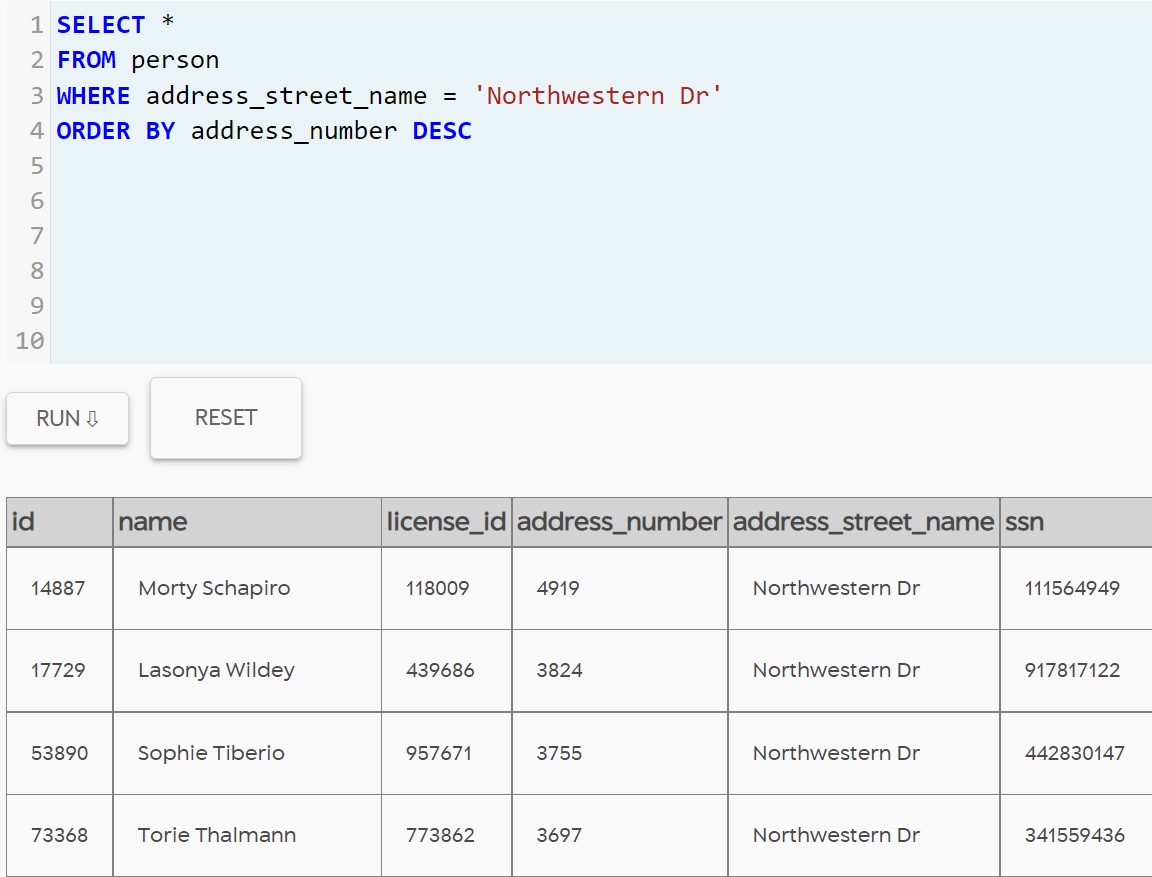 1 SELECT *
2 FROM person
3 WHERE address_street_name = 'Northwestern Dr'
4 ORDER BY address_number DESC
5
6
7
8
9
10
RUN ⇩ RESET
id name license_id address_number address_street_name ssn
14887 Morty Schapiro 118009 4919 Northwestern Dr 111564949
17729 Lasonya Wildey 439686 3824 Northwestern Dr 917817122
53890 Sophie Tiberio 957671 3755 Northwestern Dr 442830147
73368 Torie Thalmann 773862 3697 Northwestern Dr 341559436